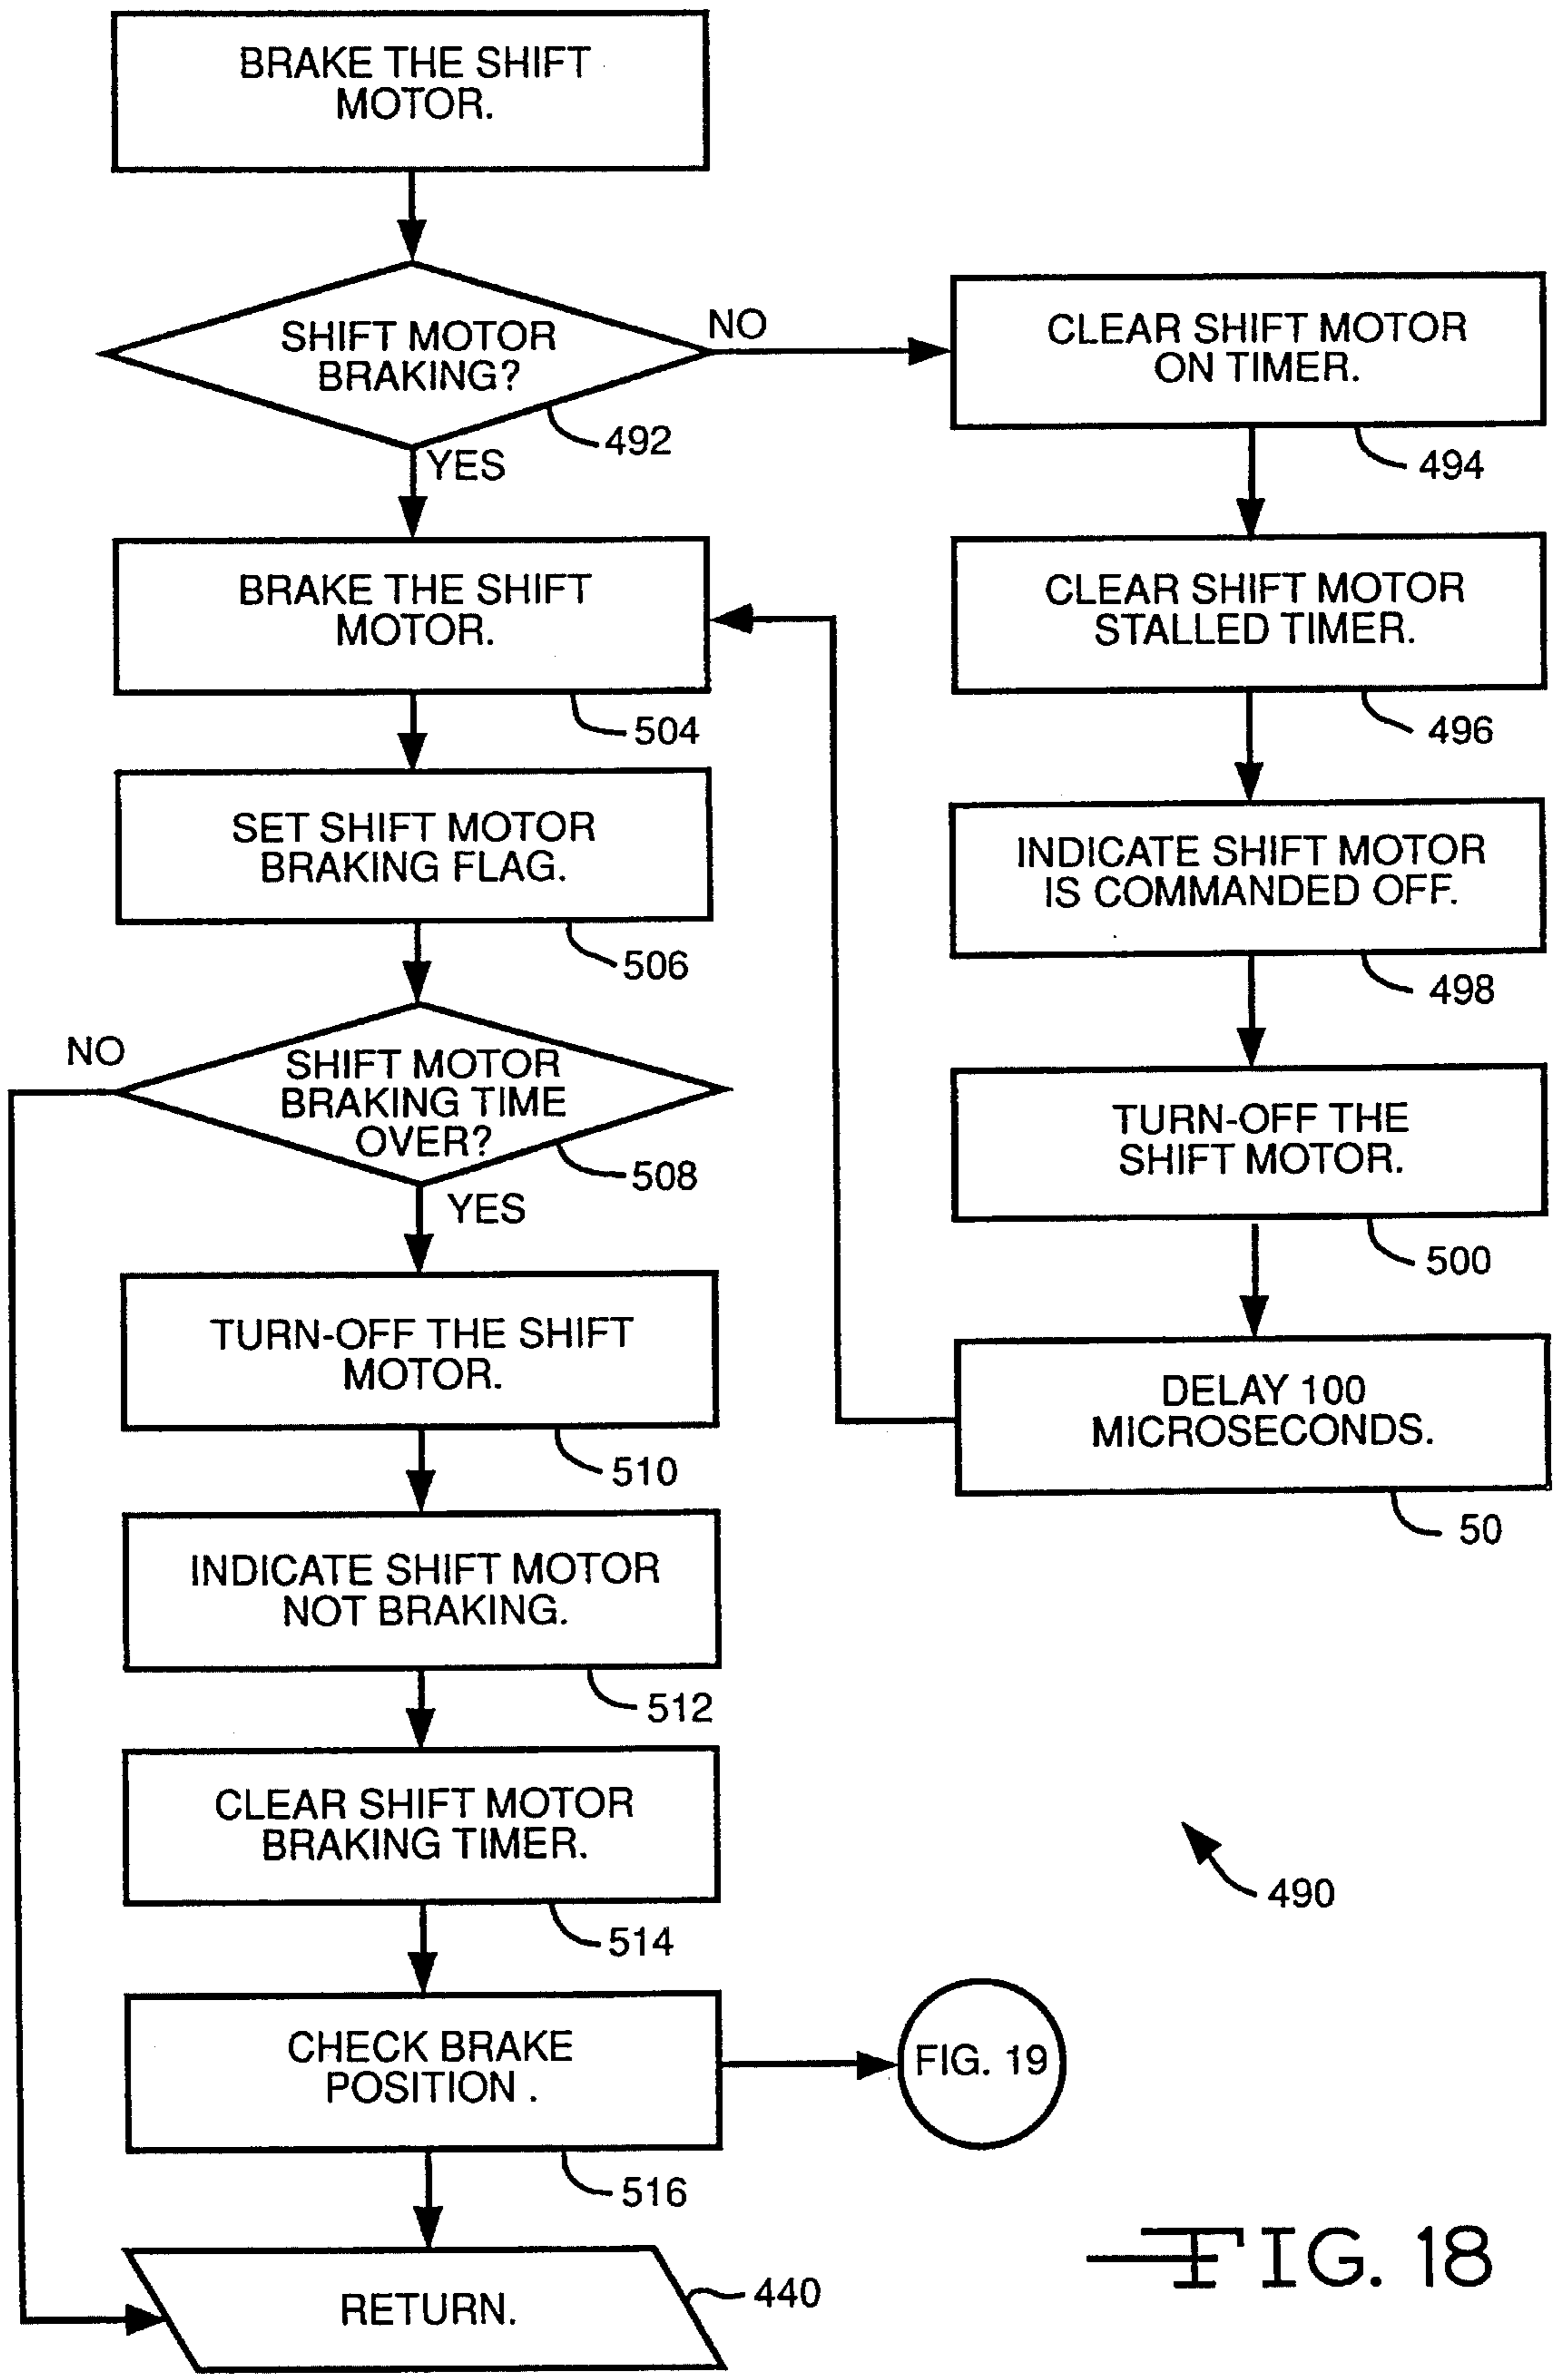 BRAKE THE SHIFT
MOTOR.
SHIFT MOTOR
BRAKING?
492
NO
YES
CLEAR SHIFT MOTOR
ON TIMER.
494
CLEAR SHIFT MOTOR
STALLED TIMER.
496
INDICATE SHIFT MOTOR
IS COMMANDED OFF.
498
TURN-OFF THE
SHIFT MOTOR.
500
DELAY 100
MICROSECONDS.
50
BRAKE THE SHIFT
MOTOR.
504
SET SHIFT MOTOR
BRAKING FLAG.
506
NO
SHIFT MOTOR
BRAKING TIME
OVER?
508
YES
TURN-OFF THE SHIFT
MOTOR.
510
INDICATE SHIFT MOTOR
NOT BRAKING.
512
CLEAR SHIFT MOTOR
BRAKING TIMER.
514
490
CHECK BRAKE
POSITION .
516
FIG. 19
RETURN.
440
FIG. 18